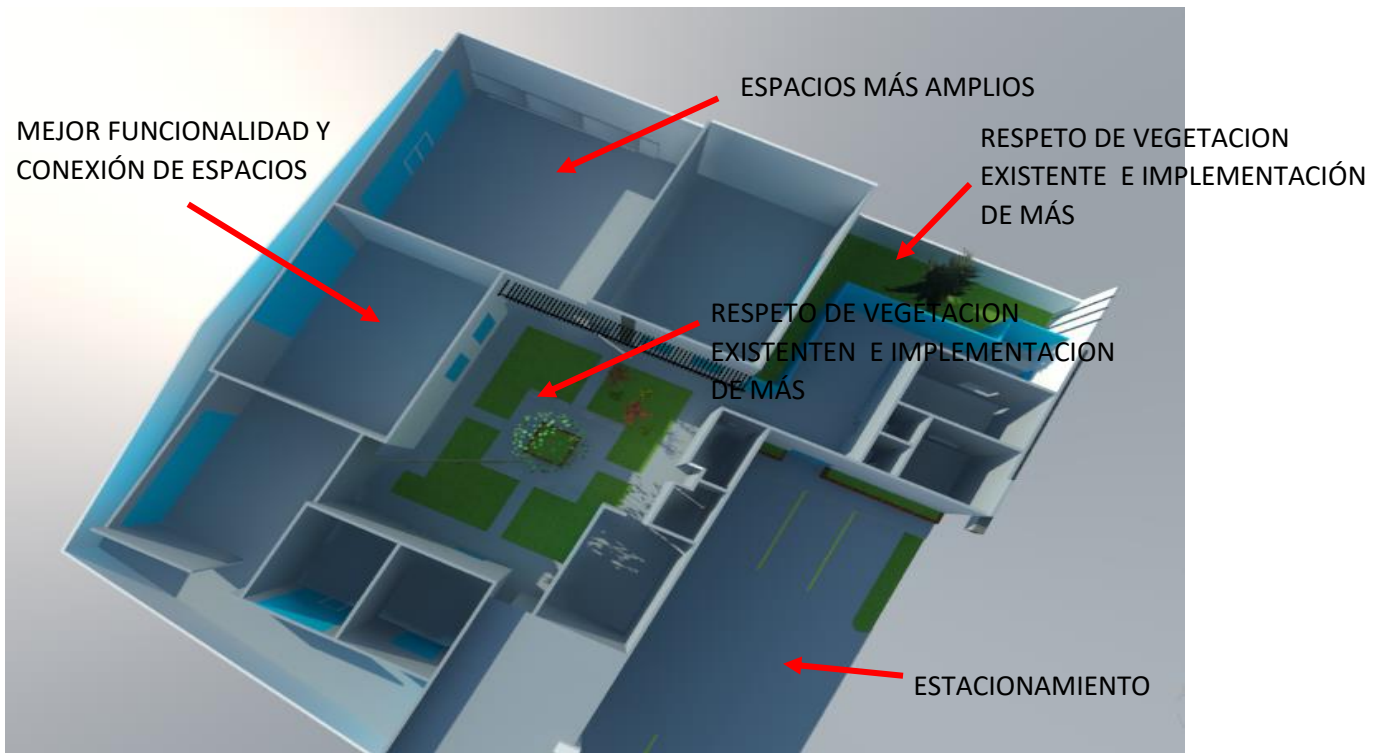 ESPACIOS MÁS AMPLIOS
MEJOR FUNCIONALIDAD Y
CONEXIÓN DE ESPACIOS
RESPETO DE VEGETACION
EXISTENTE E IMPLEMENTACIÓN
DE MÁS
RESPETO DE VEGETACION
EXISTENTEN E IMPLEMENTACION
DE MÁS
ESTACIONAMIENTO